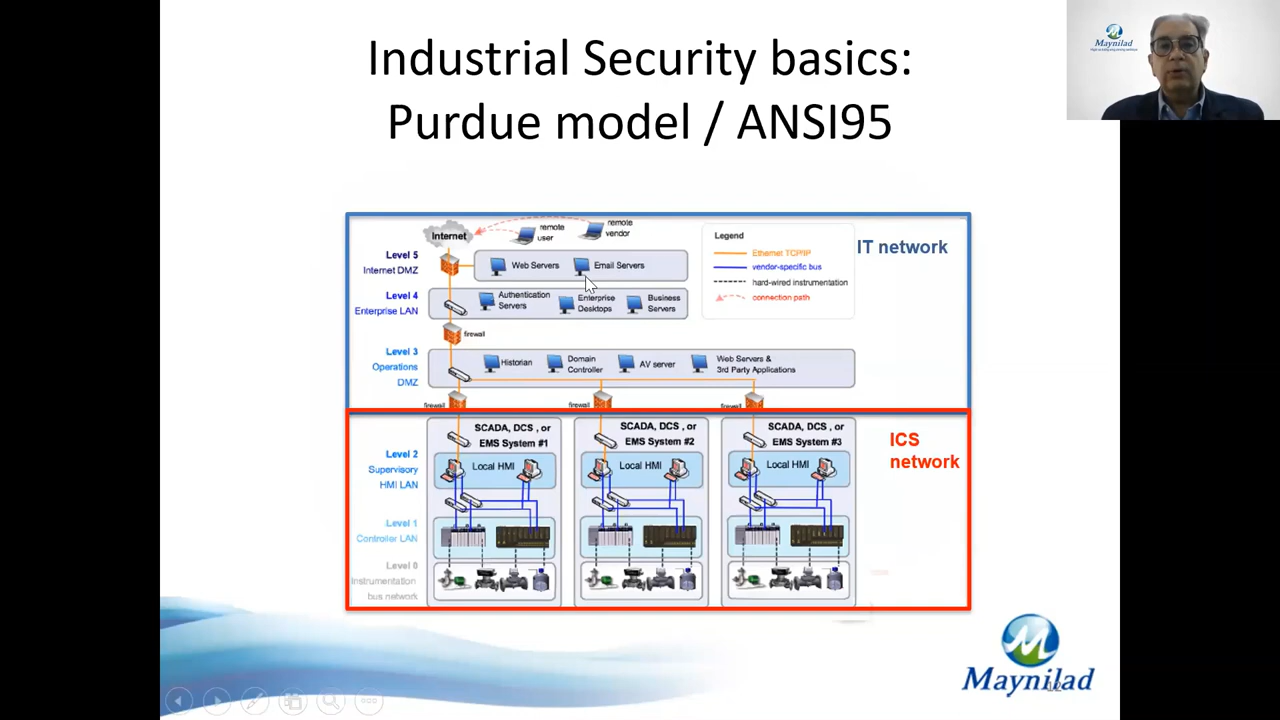 Industrial Security basics:
Purdue model / ANSI95
Maynilad
IT network
Internet
remote
user
remote
vendor
Legend
Ethernet TCP/IP
vendor-specific bus
hard-wired instrumentation
connection path
Level 5
Internet DMZ
Web Servers
Email Servers
Level 4
Enterprise LAN
Authentication
Servers
Enterprise
Desktops
Business
Servers
firewall
Level 3
Operations
DMZ
Historian
Domain
Controller
AV server
Web Servers &
3rd Party Applications
firewall
firewall
firewall
ICS
network
SCADA, DCS , or
EMS System #1
SCADA, DCS , or
EMS System #2
SCADA, DCS, or
EMS System #3
Level 2
Supervisory
HMI LAN
Local HMI
Local HMI
Local HMI
Level 1
Controller LAN
Level 0
Instrumentation
bus network
Maynilad
12